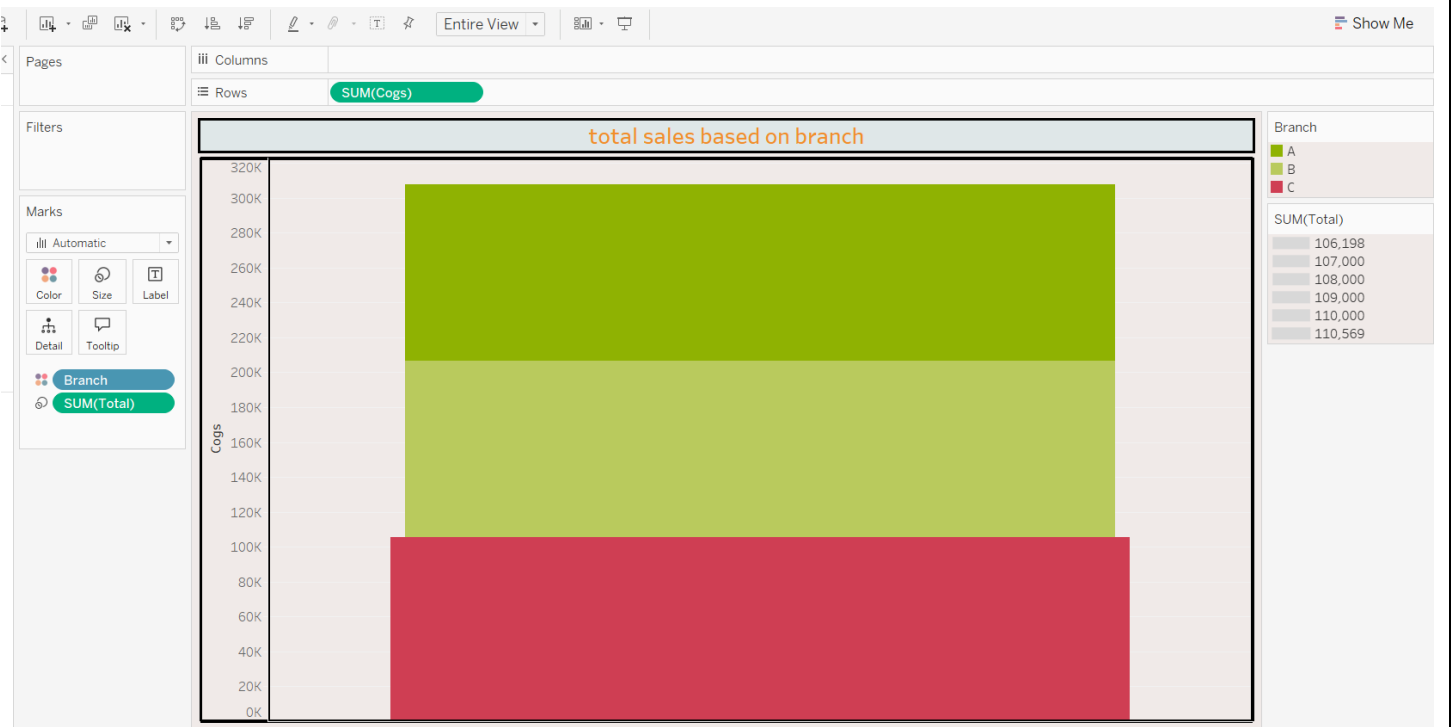 Entire View
Show Me
Pages
Columns
Rows
SUM(Cogs)
Filters
Marks
Automatic
Color
Size
Label
Detail
Tooltip
Branch
SUM(Total)
total sales based on branch
320K
300K
280K
260K
240K
220K
200K
180K
160K
140K
120K
100K
80K
60K
40K
20K
0K
Cogs
Branch
A
B
C
SUM(Total)
106,198
107,000
108,000
109,000
110,000
110,569